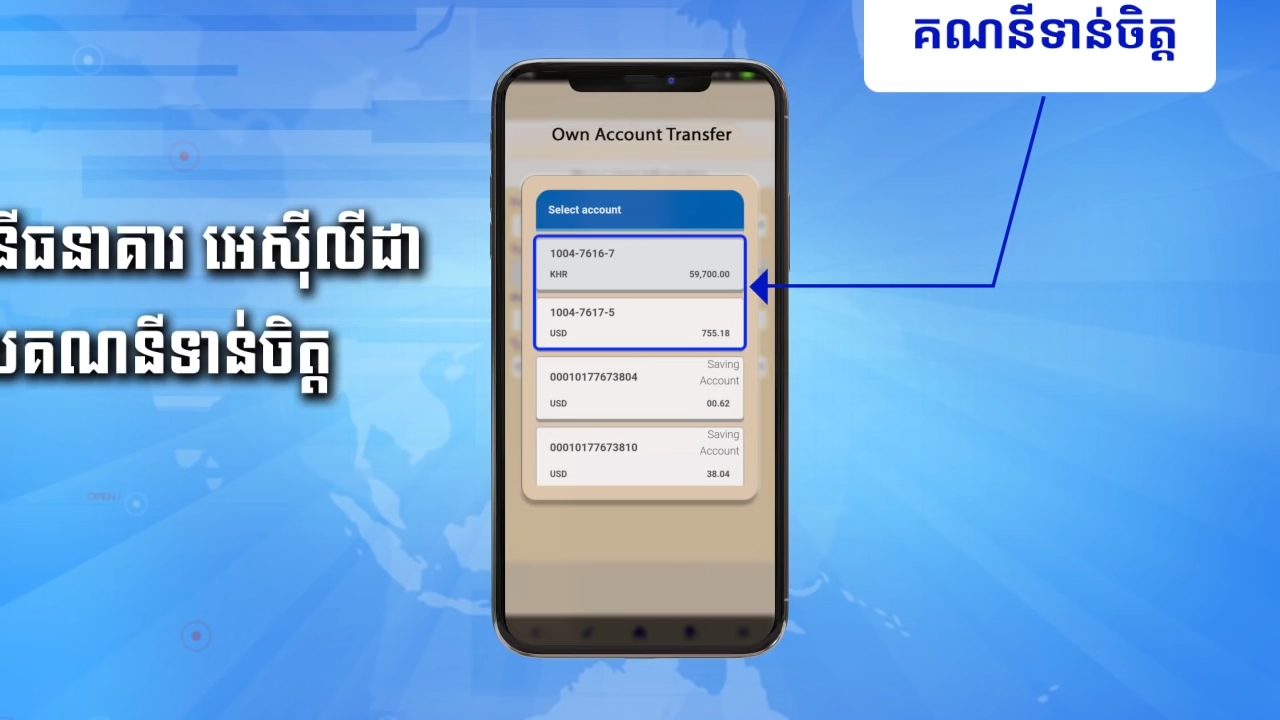 គណនីទាន់ចិត្ត
នីធនាគារ អេស៊ីលីដា
គណនីទាន់ចិត្ត
Own Account Transfer
Select account
1004-7616-7
KHR 59,700.00
1004-7617-5
USD 755.18
Saving
00010177673804 Account
USD 00.62
Saving
00010177673810 Account
USD 38.04
OPEN